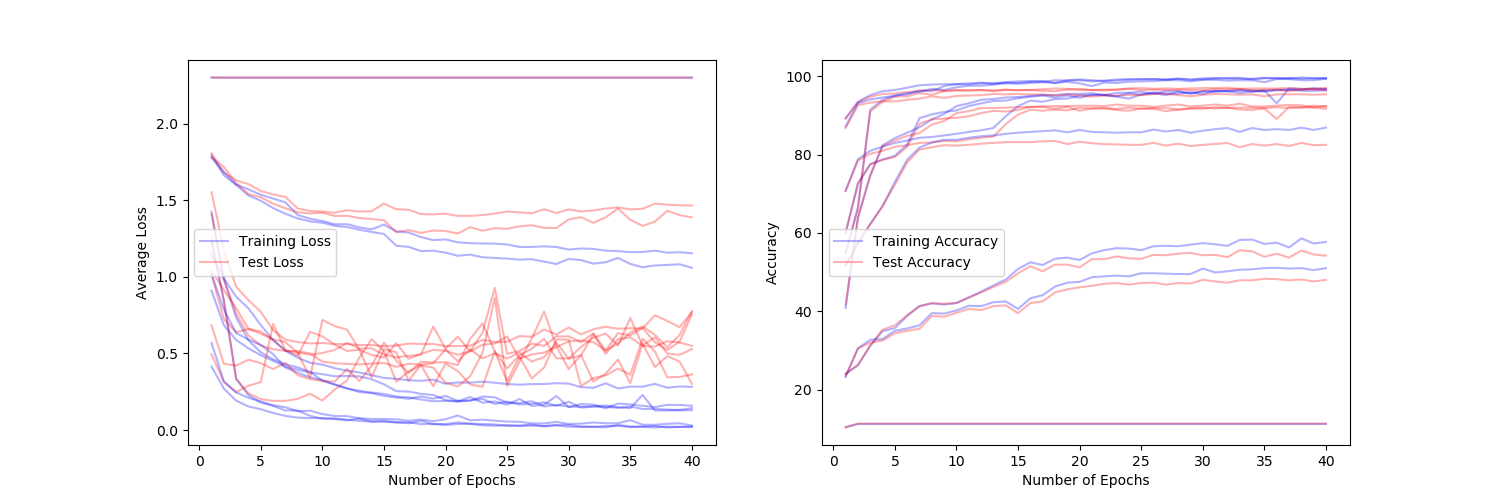 2.0
1.5
1.0
0.5
0.0
Average Loss
Training Loss
Test Loss
0 5 10 15 20 25 30 35 40
Number of Epochs
100
80
60
40
20
Accuracy
Training Accuracy
Test Accuracy
0 5 10 15 20 25 30 35 40
Number of Epochs